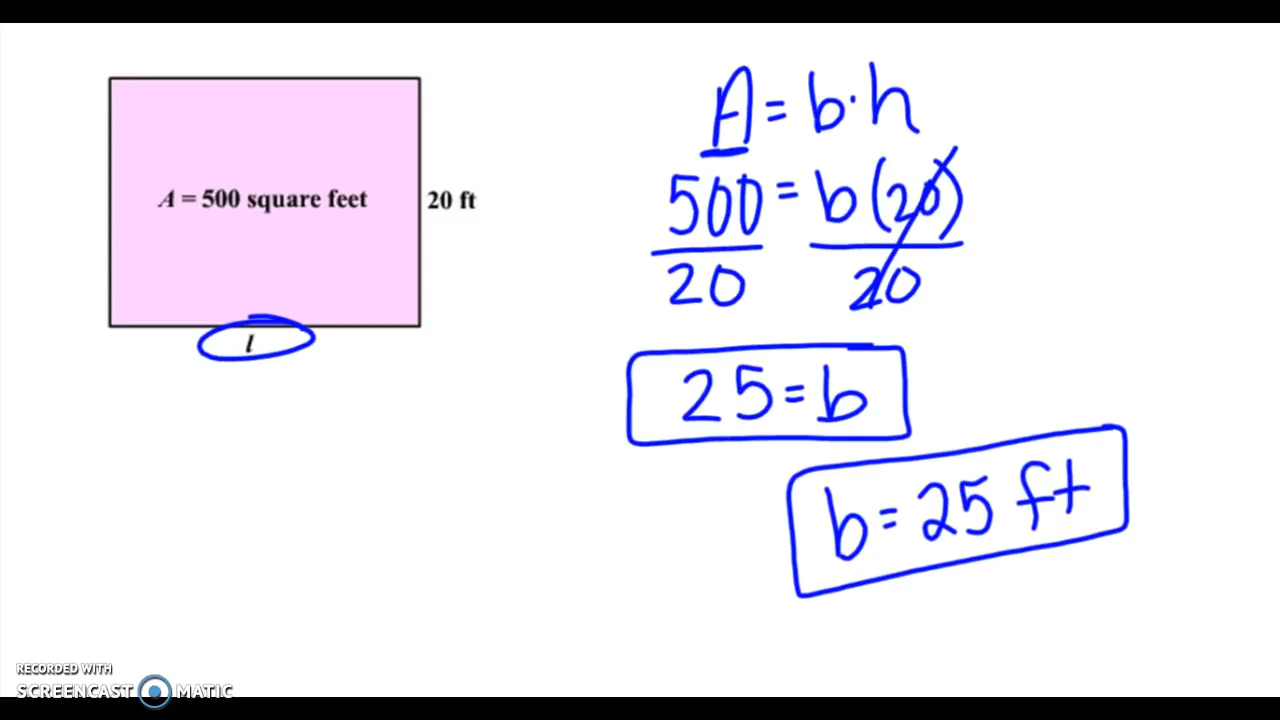 A = 500 square feet
20 ft
l
A = b · h
500 = b(20)
20 20
25 = b
b = 25 ft
RECORDED WITH
SCREENCAST MATIC